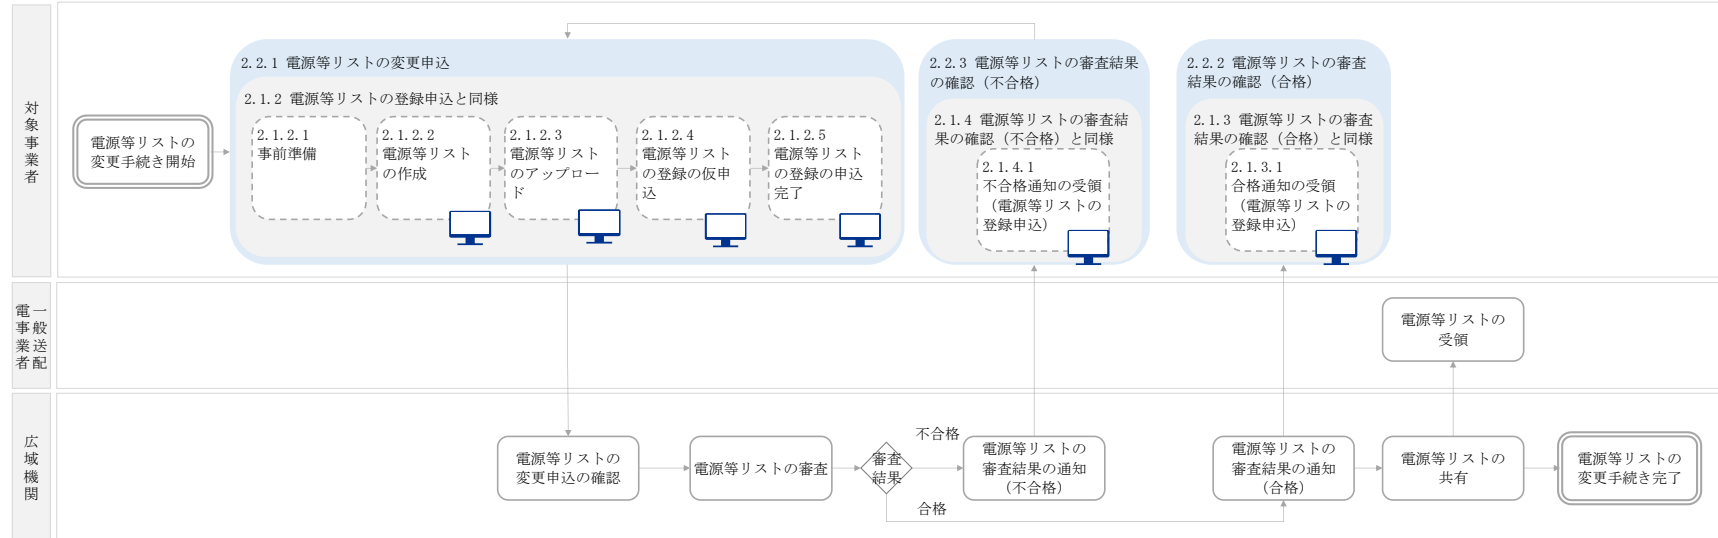 対象事業者
電源等リストの
変更手続き開始
2.2.1 電源等リストの変更申込
2.1.2 電源等リストの登録申込と同様
2.1.2.1
事前準備
2.1.2.2
電源等リスト
の作成
2.1.2.3
電源等リスト
のアップロー
ド
2.1.2.4
電源等リスト
の登録の仮申
込
2.1.2.5
電源等リスト
の登録の申込
完了
2.2.3 電源等リストの審査結果
の確認（不合格）
2.1.4 電源等リストの審査結
果の確認（不合格）と同様
2.1.4.1
不合格通知の受領
（電源等リストの
登録申込）
2.2.2 電源等リストの審査
結果の確認（合格）
2.1.3 電源等リストの審査
結果の確認（合格）と同様
2.1.3.1
合格通知の受領
（電源等リストの
登録申込）
一般送配
電事業者
電源等リストの
受領
広域機関
電源等リストの
変更申込の確認
電源等リストの審査
審査
結果
不合格
合格
電源等リストの
審査結果の通知
（不合格）
電源等リストの
審査結果の通知
（合格）
電源等リストの
共有
電源等リストの
変更手続き完了